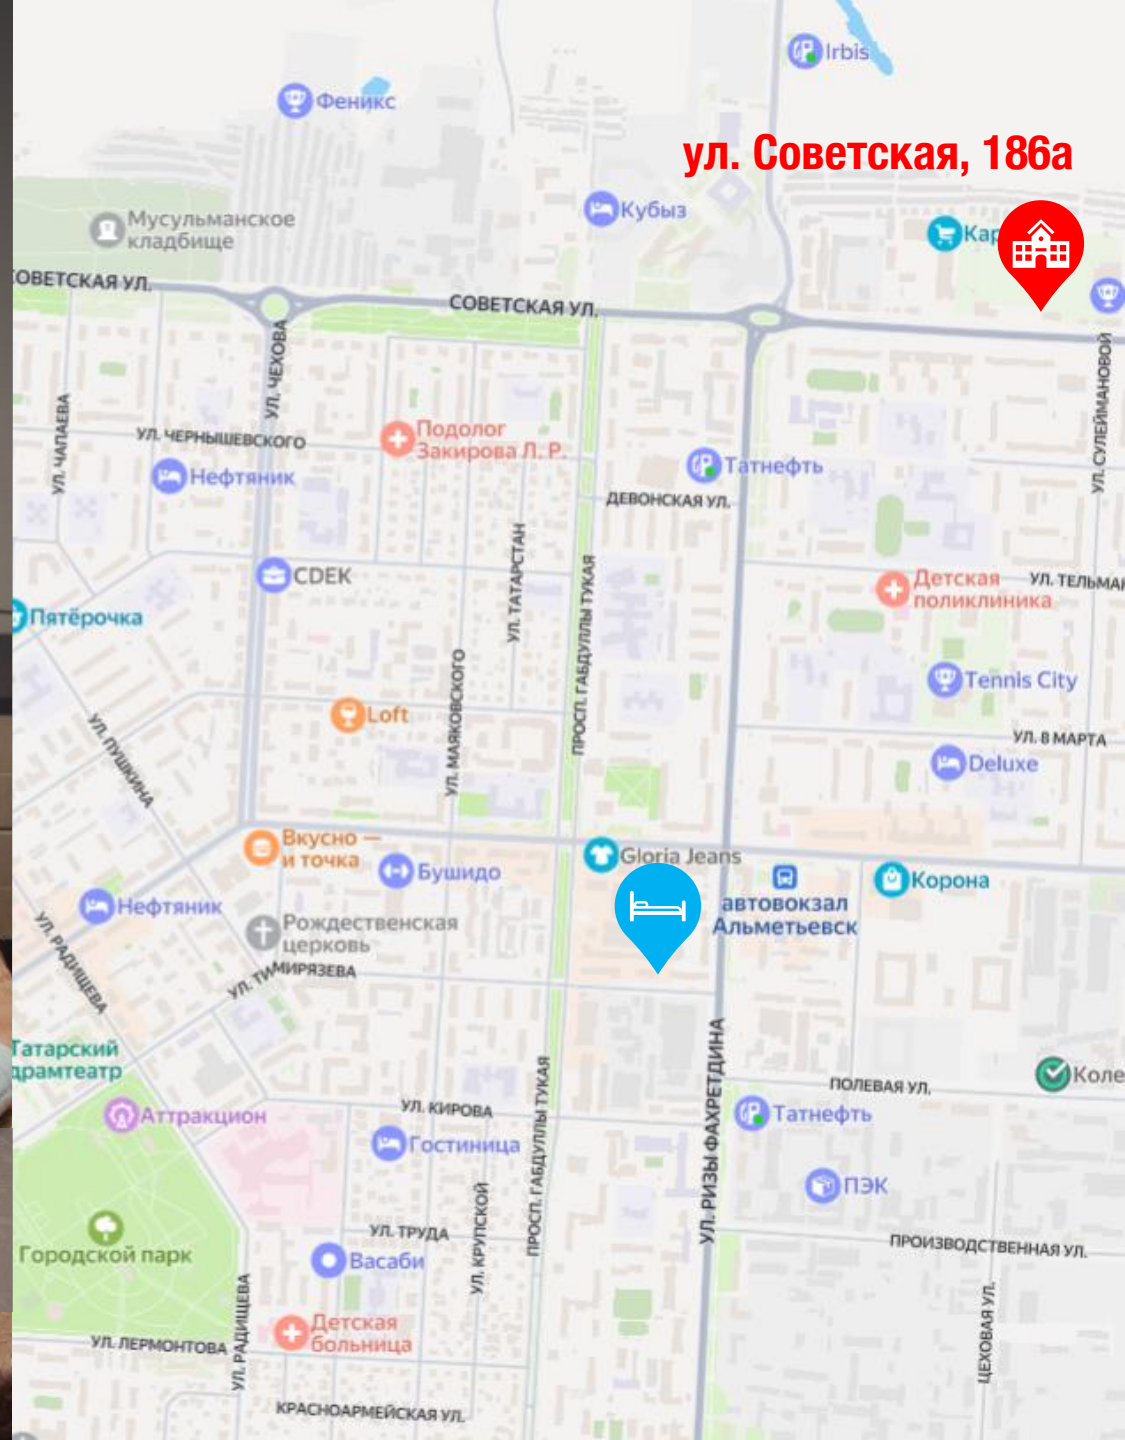 Irbis
Феникс
ул. Советская, 186а
Мусульманское
кладбище
Кубыз
Кар
ОВЕТСКАЯ УЛ.
СОВЕТСКАЯ УЛ.
УЛ. ЧЕХОВА
УЛ. СУЛЕЙМАНОВОЙ
УЛ. ЧАПАЕВА
УЛ. ЧЕРНЫШЕВСКОГО
Подолог
Закирова Л. Р.
Нефтяник
Татнефть
ДЕВОНСКАЯ УЛ.
УЛ. ТАТАРСТАН
CDEK
ПРОСП. ГАБДУЛЛЫ ТУКАЯ
Детская
поликлиника
УЛ. ТЕЛЬМАН
Пятёрочка
УЛ. МАЯКОВСКОГО
Tennis City
Loft
УЛ. ПУШКИНА
УЛ. 8 МАРТА
Deluxe
Вкусно —
и точка
Бушидо
Gloria Jeans
автовокзал
Альметьевск
Корона
Нефтяник
Рождественская
церковь
УЛ. РАДИЩЕВА
УЛ. ТИМИРЯЗЕВА
Татарский
драмтеатр
УЛ. РИЗЫ ФАХРЕТДИНА
ПРОСП. ГАБДУЛЛЫ ТУКАЯ
Коле
ПОЛЕВАЯ УЛ.
Аттракцион
УЛ. КИРОВА
Татнефть
Гостиница
ПЭК
УЛ. КРУПСКОЙ
УЛ. ТРУДА
Городской парк
Васаби
ПРОИЗВОДСТВЕННАЯ УЛ.
УЛ. РАДИЩЕВА
ЦЕХОВАЯ УЛ.
Детская
больница
УЛ. ЛЕРМОНТОВА
КРАСНОАРМЕЙСКАЯ УЛ.